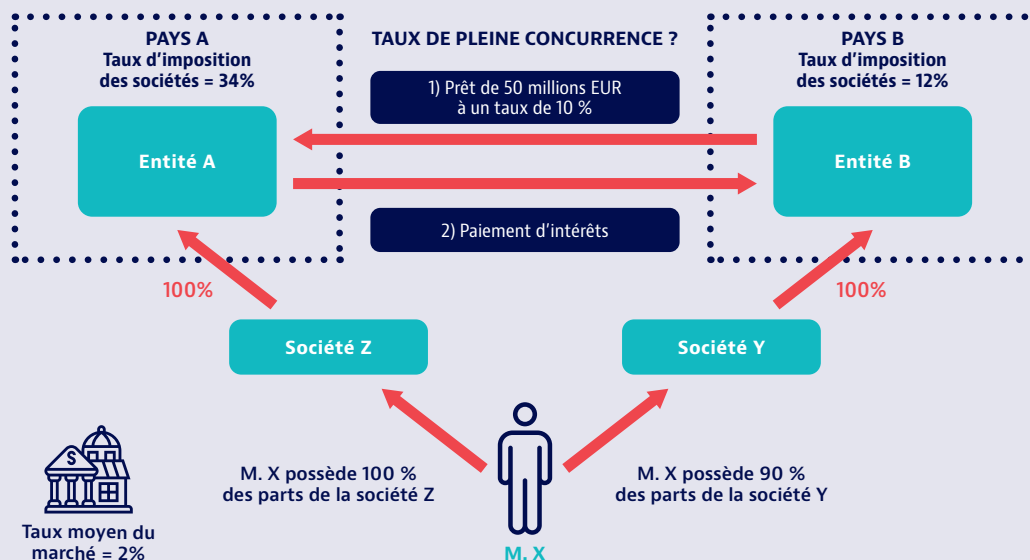 PAYS A
Taux d’imposition
des sociétés = 34%
TAUX DE PLEINE CONCURRENCE ?
PAYS B
Taux d’imposition
des sociétés = 12%
1) Prêt de 50 millions EUR
à un taux de 10 %
Entité A
Entité B
2) Paiement d’intérêts
100%
100%
Société Z
Société Y
M. X possède 100 %
des parts de la société Z
M. X possède 90 %
des parts de la société Y
S
Taux moyen du
marché = 2%
M. X